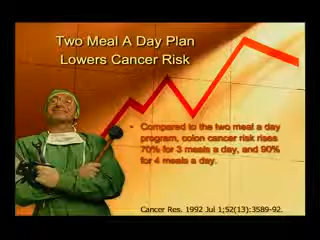 Two Meal A Day Plan
Lowers Cancer Risk
• Compared to the two meal a day
program, colon cancer risk rises
70% for 3 meals a day, and 90%
for 4 meals a day.
Cancer Res. 1992 Jul 1;52(13):3589-92.